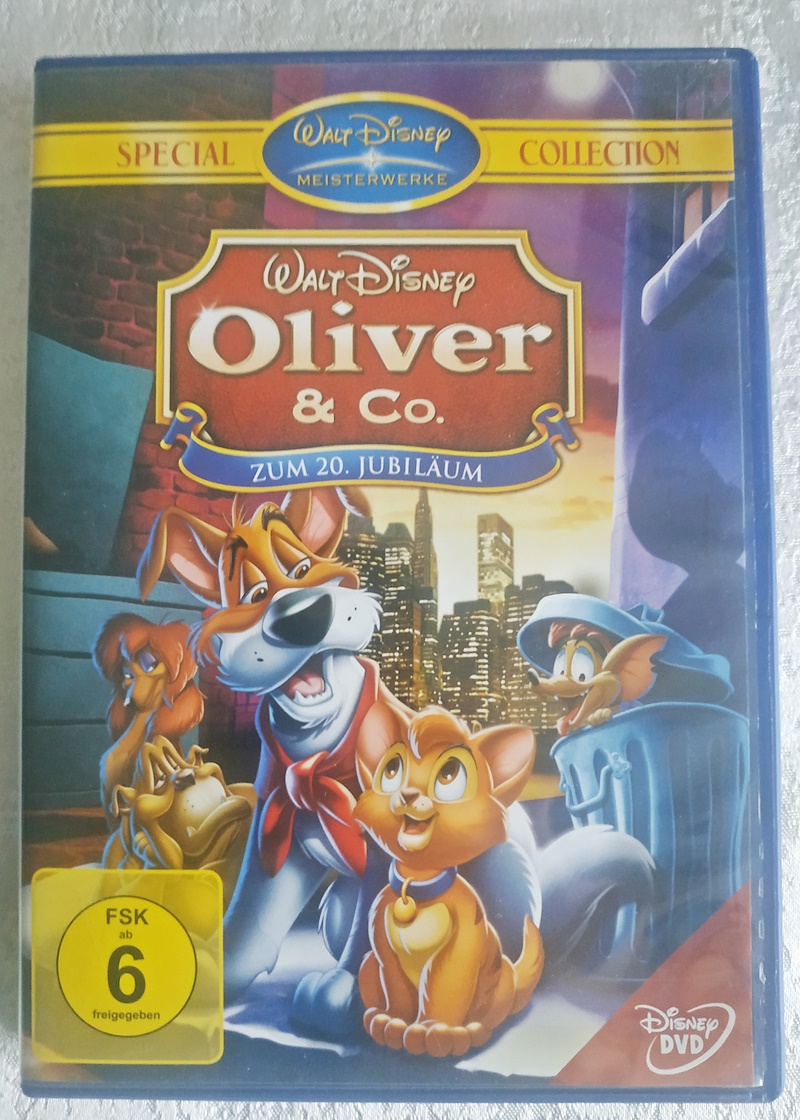 SPECIAL
WALT DISNEY
MEISTERWERKE
COLLECTION
WALT DISNEY
Oliver
& Co.
ZUM 20. JUBILÄUM
FSK
ab
6
freigegeben
DISNEY
DVD